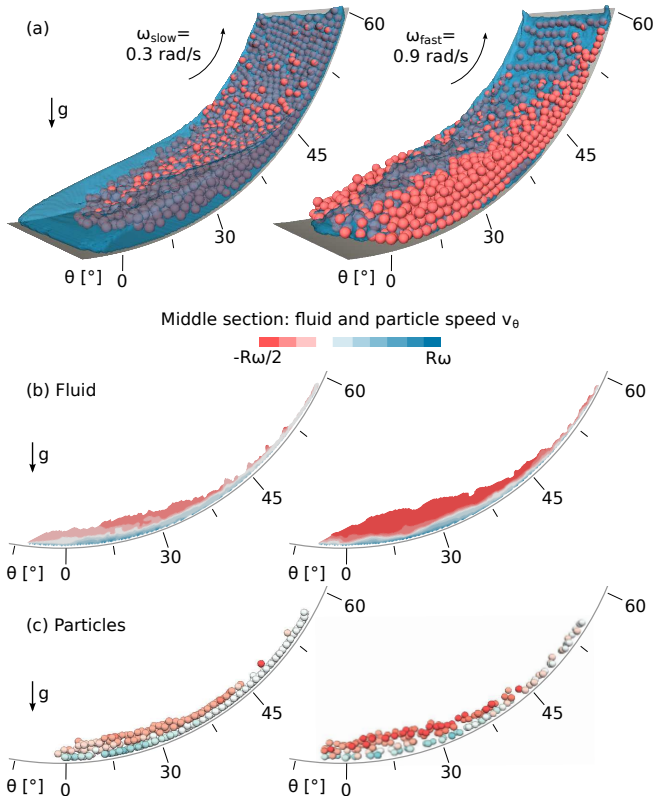 (a)
ω_slow=
0.3 rad/s
ω_fast=
0.9 rad/s
60
60
g
45
45
30
30
θ [°] 0
θ [°] 0
Middle section: fluid and particle speed v_θ
-Rω/2 Rω
(b) Fluid
60
60
g
45
45
30
30
θ [°] 0
θ [°] 0
(c) Particles
60
60
g
45
45
30
30
θ [°] 0
θ [°] 0